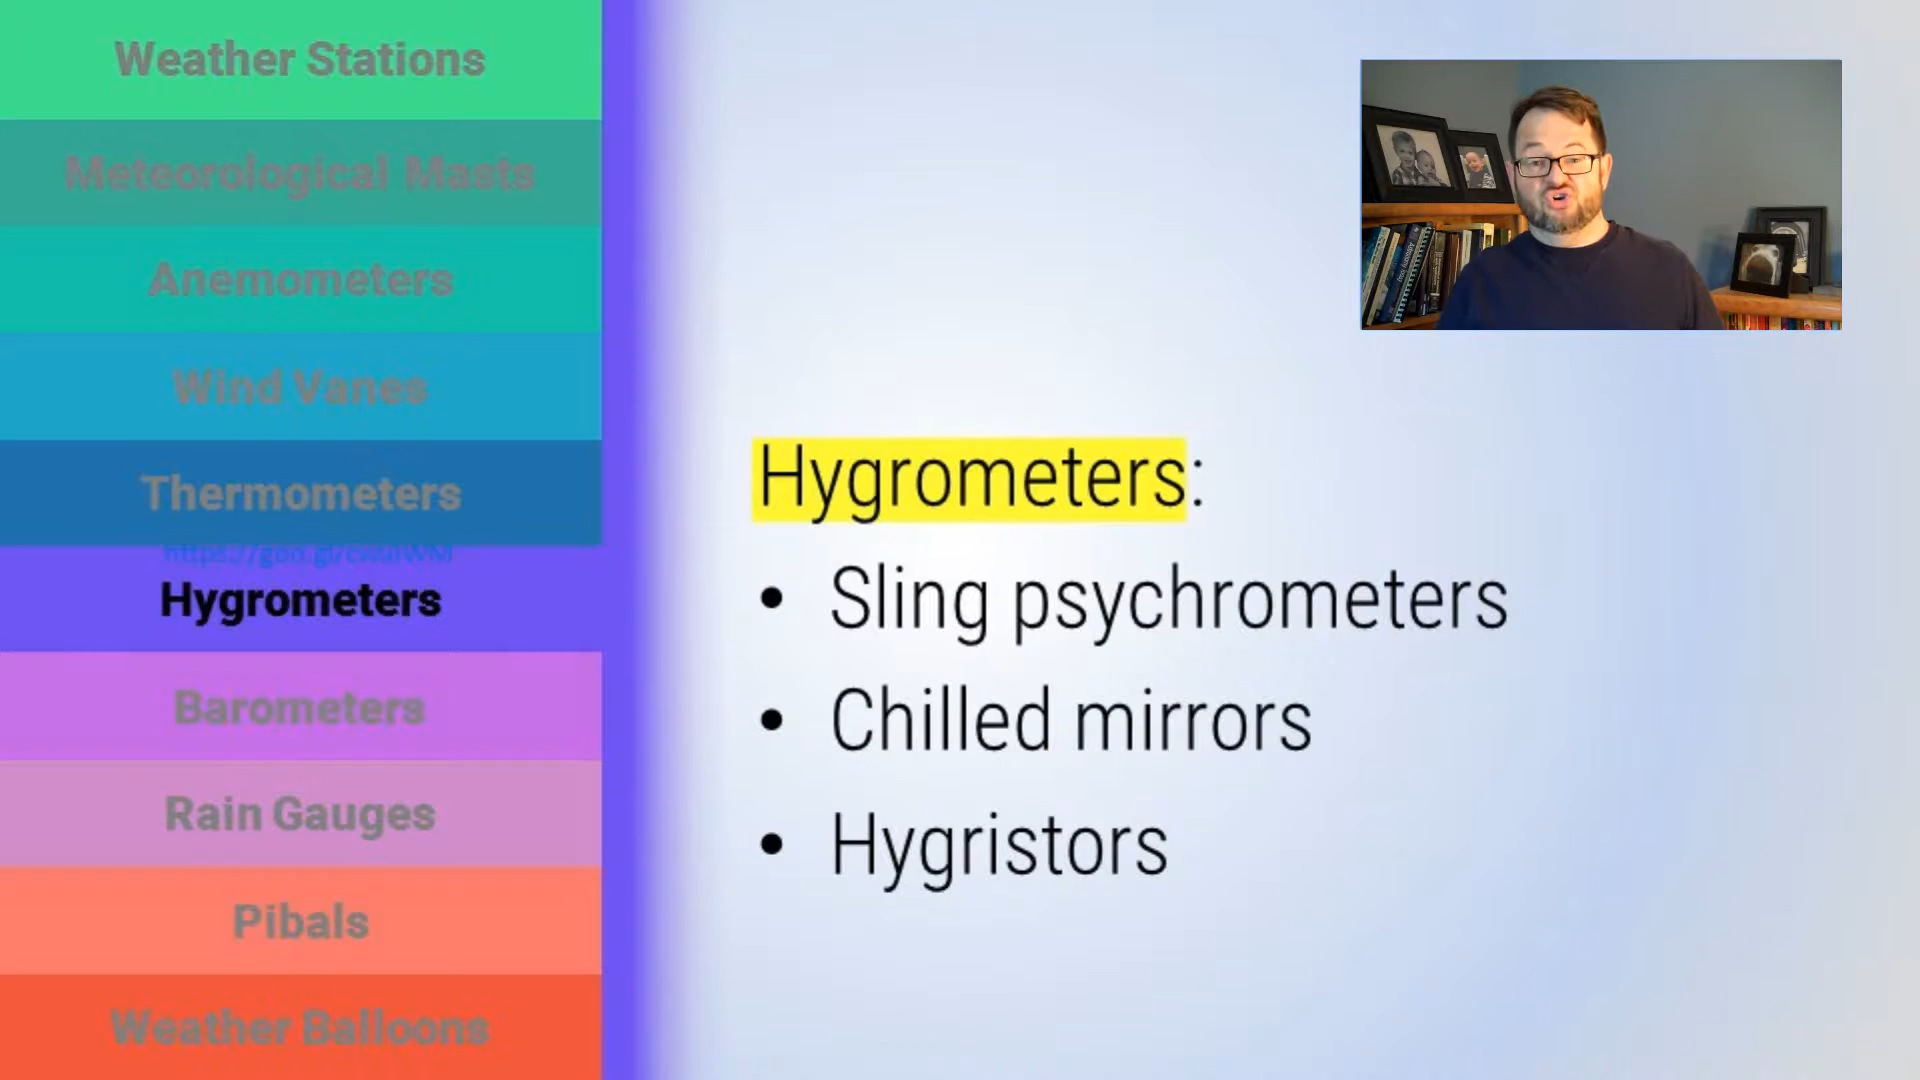 Weather Stations
Meteorological Masts
Anemometers
Wind Vanes
Thermometers
Hygrometers
Barometers
Rain Gauges
Pibals
Weather Balloons
Hygrometers:
• Sling psychrometers
• Chilled mirrors
• Hygristors